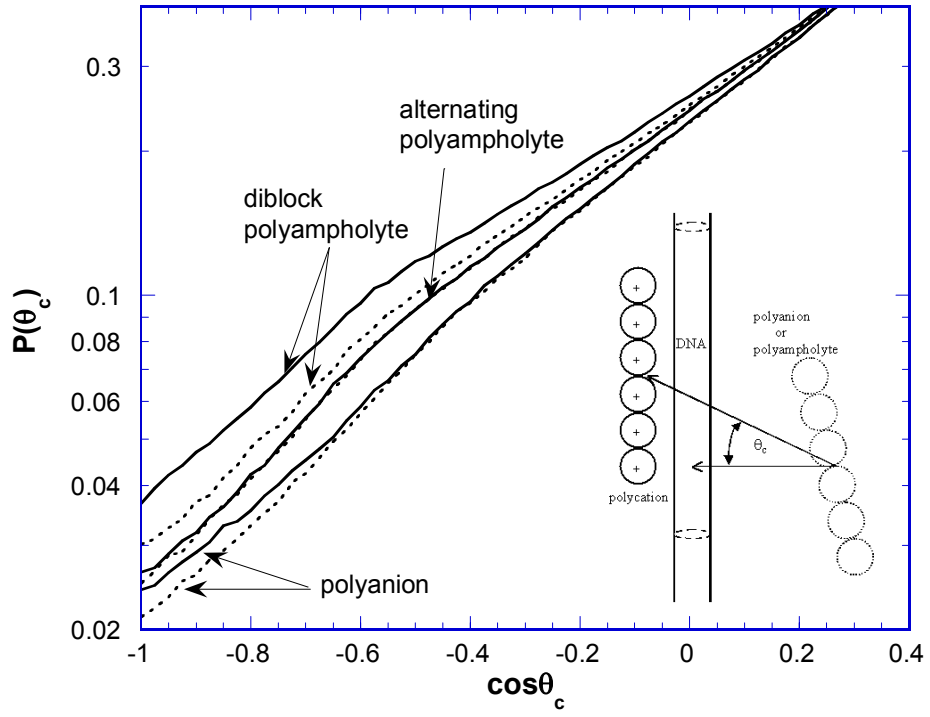 0.3
0.1
0.08
0.06
0.04
0.02
P(θc)
-1
-0.8
-0.6
-0.4
-0.2
0
0.2
0.4
cosθc
alternating
polyampholyte
diblock
polyampholyte
polyanion
DNA
polyanion
or
polyampholyte
+
+
+
+
+
+
θc
polycation